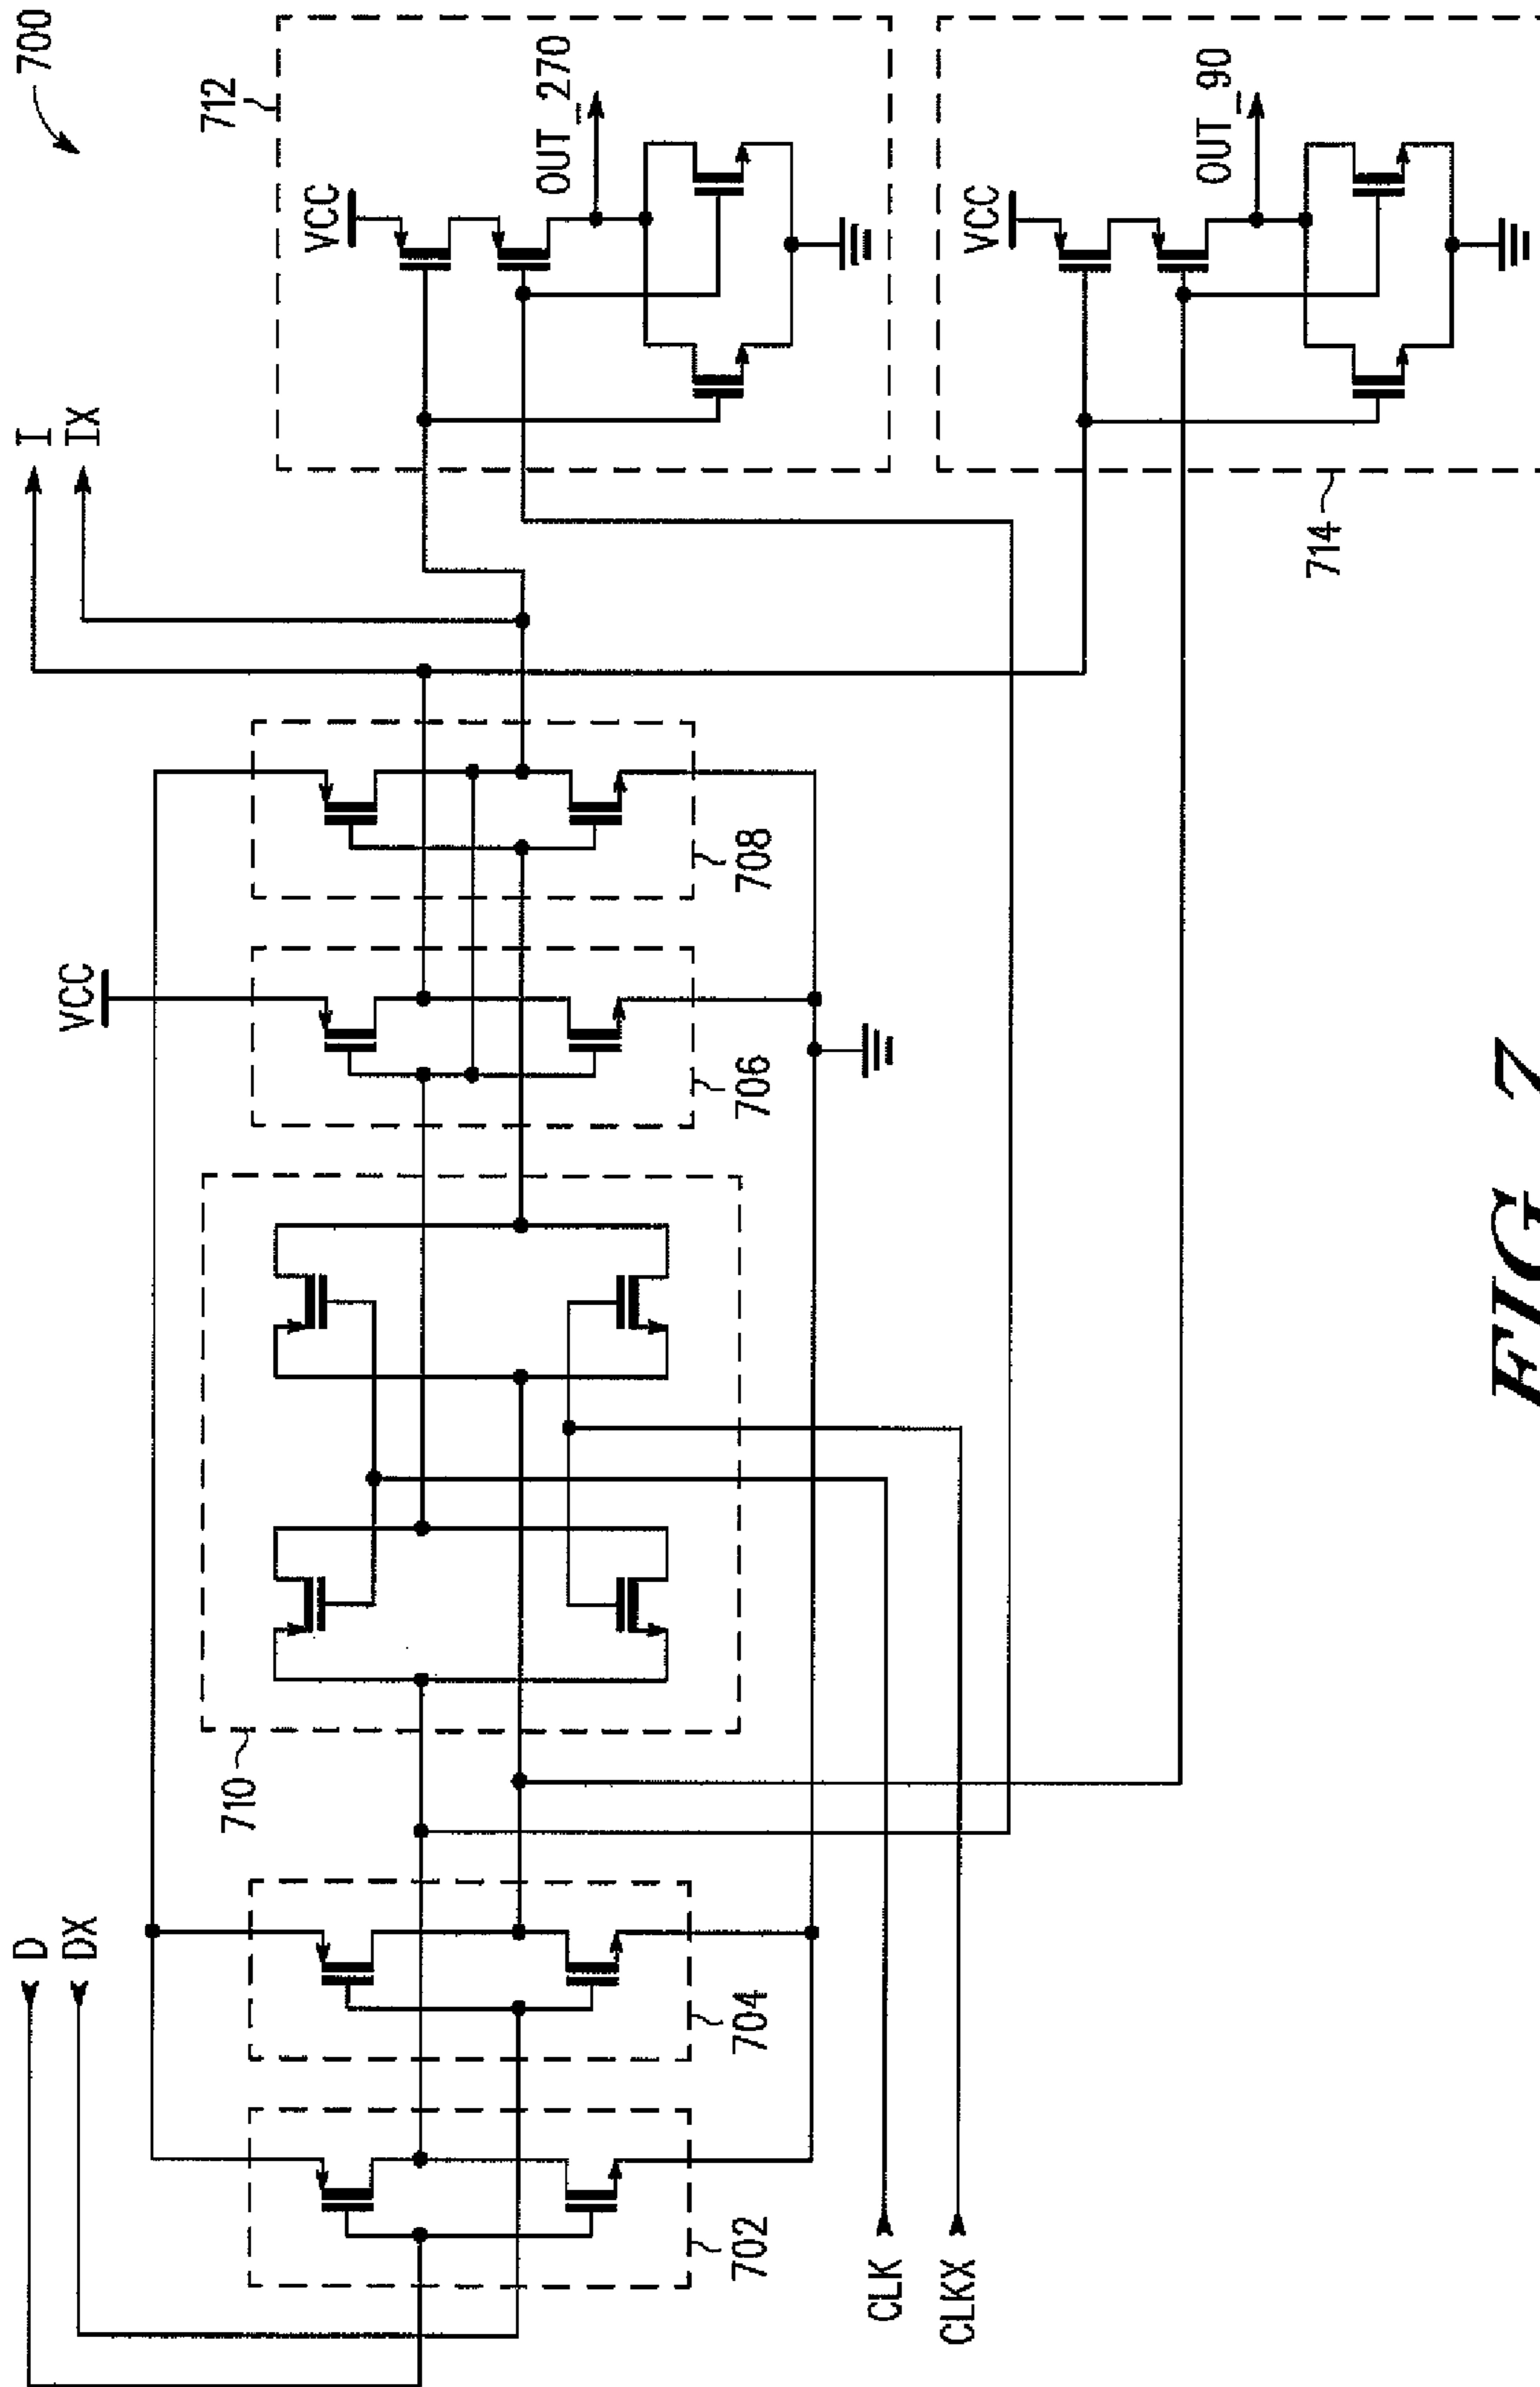 700
I
IX
D
DX
712
VCC
OUT_270
VCC
VCC
OUT_90
710
702
704
706
708
714
CLK
CLKX
FIG 7